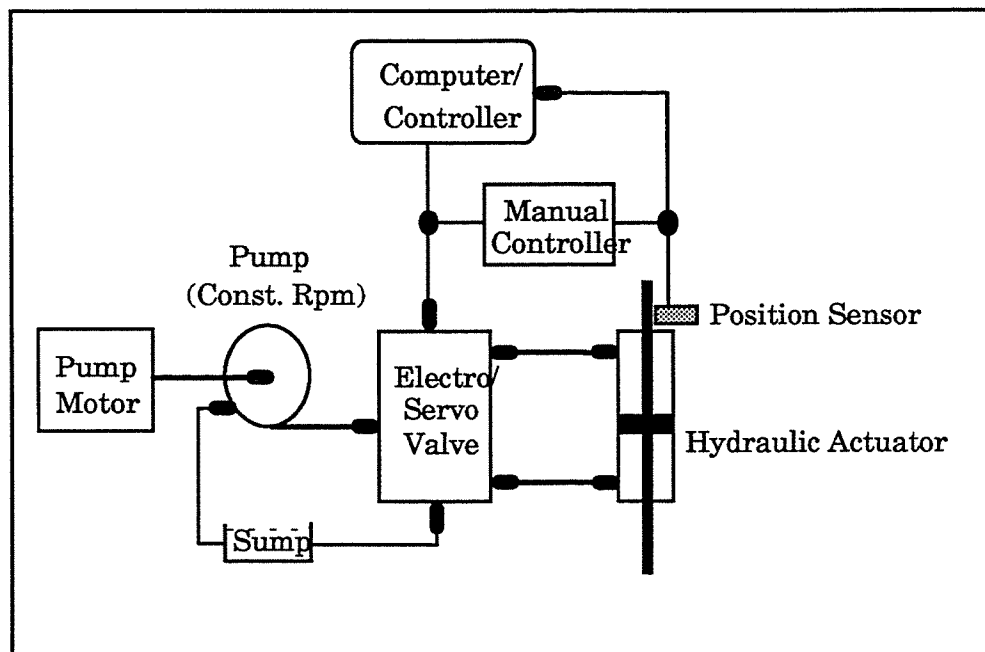 Computer/
Controller
Manual
Controller
Pump
(Const. Rpm)
Position Sensor
Pump
Motor
Electro/
Servo
Valve
Hydraulic Actuator
Sump